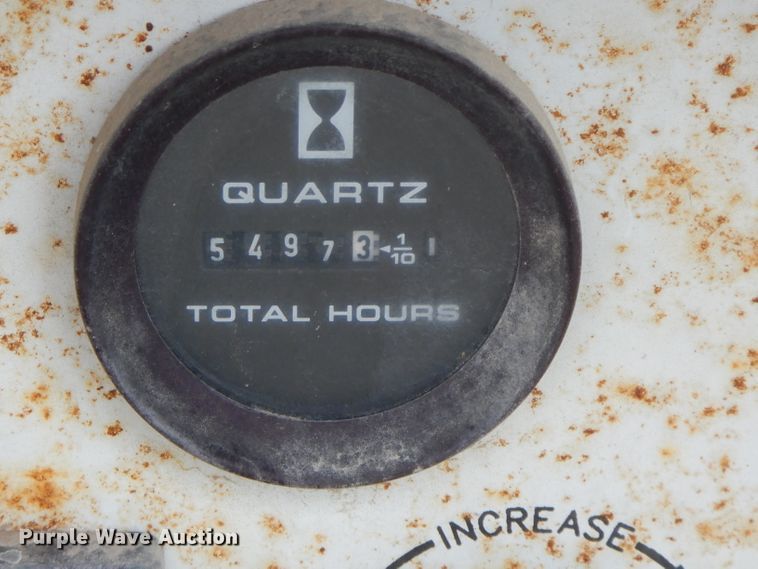 QUARTZ
5 4 9 7 3 1/10
TOTAL HOURS
INCREASE
Purple Wave Auction